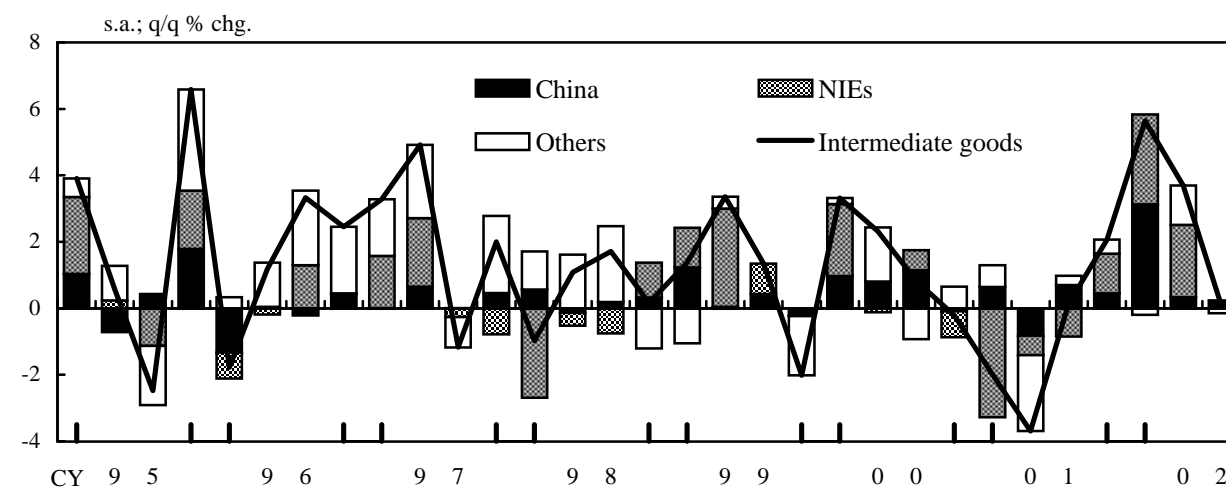 s.a.; q/q % chg.
8
6
4
2
0
-2
-4
China
NIEs
Others
Intermediate goods
CY 9 5 9 6 9 7 9 8 9 9 0 0 0 1 0 2